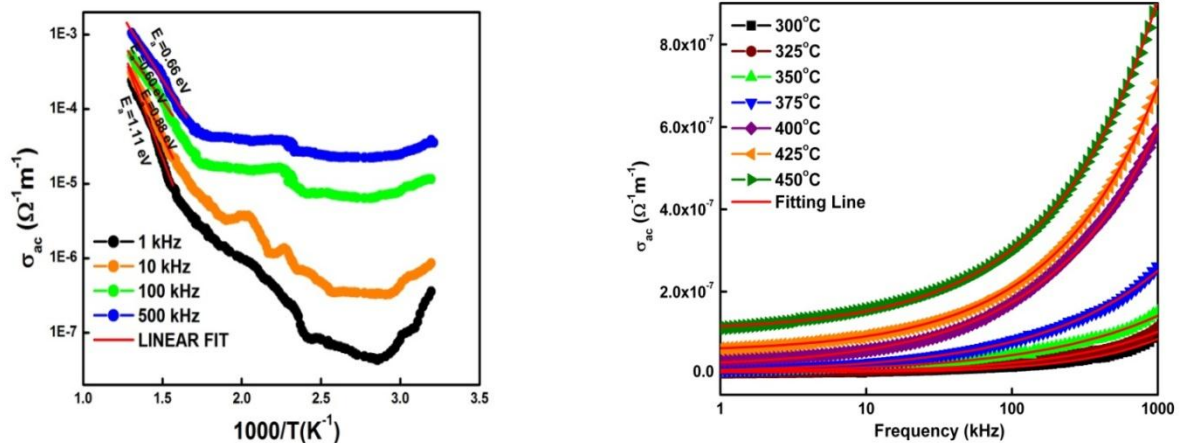 1E-3
1E-4
1E-5
1E-6
1E-7
σac (Ω-1m-1)
Ea=0.66 eV
Ea=0.60 eV
Ea=0.88 eV
Ea=1.11 eV
1 kHz
10 kHz
100 kHz
500 kHz
LINEAR FIT
1.0 1.5 2.0 2.5 3.0 3.5
1000/T(K-1)
8.0x10-7
6.0x10-7
4.0x10-7
2.0x10-7
0.0
σac (Ω-1m-1)
300°C
325°C
350°C
375°C
400°C
425°C
450°C
Fitting Line
1 10 100 1000
Frequency (kHz)